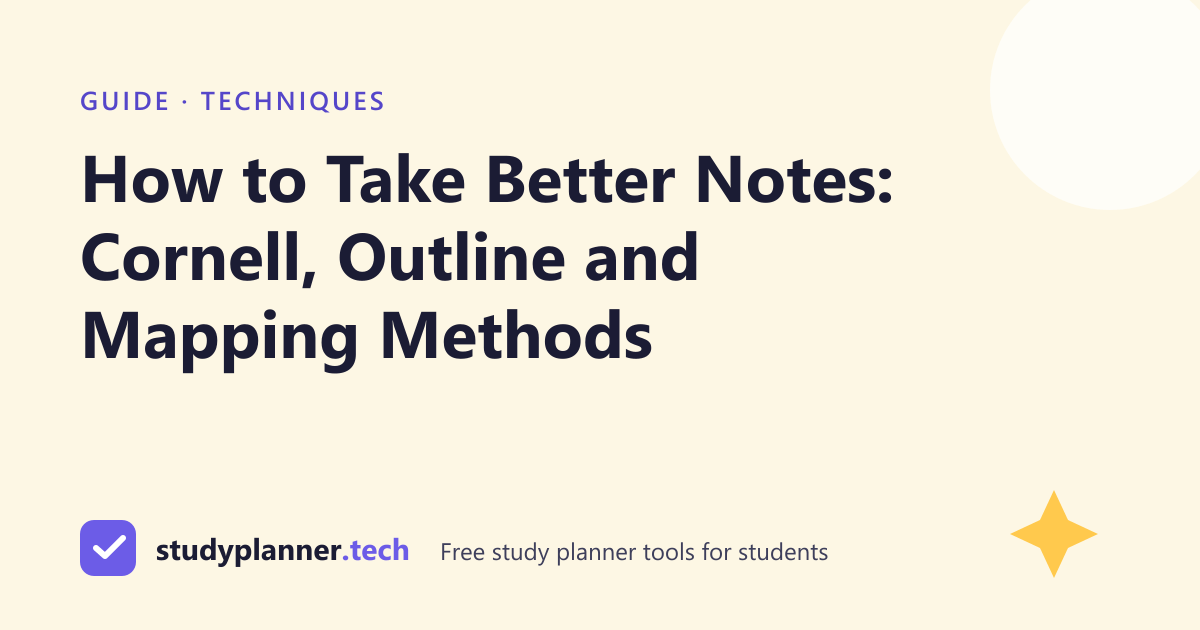 GUIDE · TECHNIQUES
How to Take Better Notes:
Cornell, Outline and
Mapping Methods
studyplanner.tech Free study planner tools for students